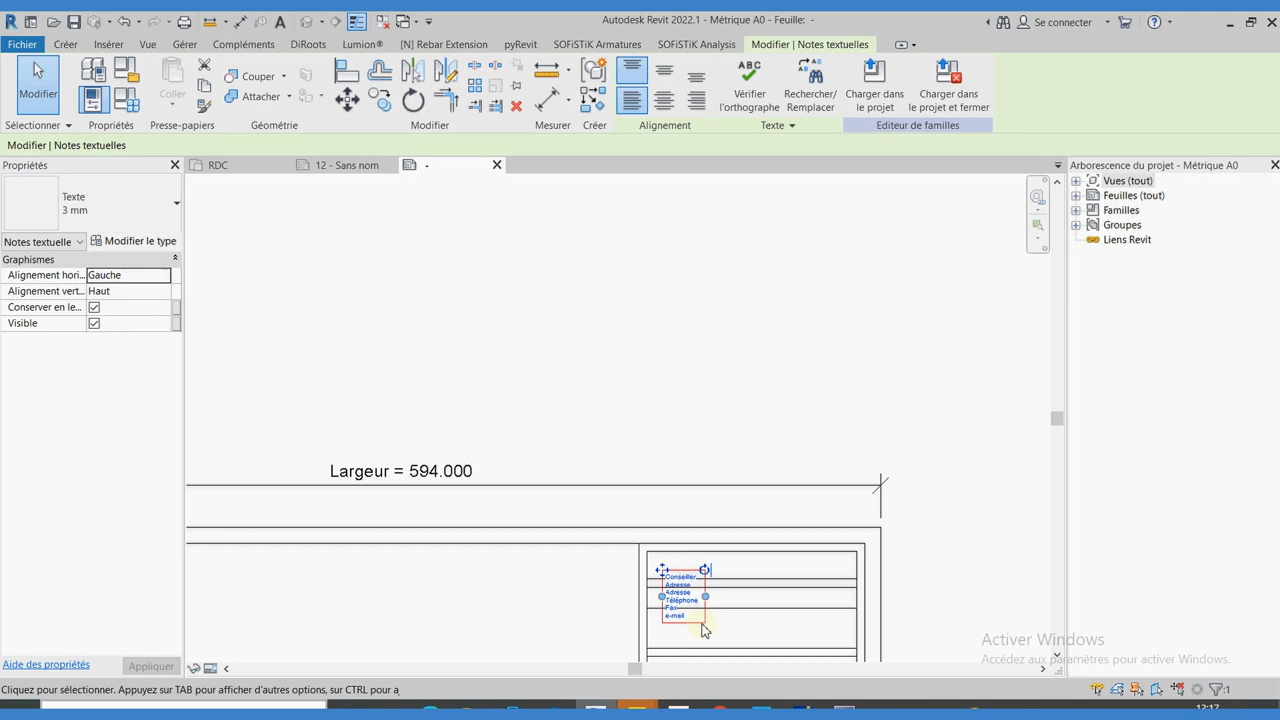 Autodesk Revit 2022.1 - Métrique A0 - Feuille: -
Se connecter
Fichier
Créer
Insérer
Vue
Gérer
Compléments
DiRoots
Lumion®
[N] Rebar Extension
pyRevit
SOFiSTiK Armatures
SOFiSTiK Analysis
Modifier | Notes textuelles
Modifier
Coller
Couper
Attacher
ABC
Vérifier
l'orthographe
Rechercher/
Remplacer
Charger dans
le projet
Charger dans
le projet et fermer
Sélectionner
Propriétés
Presse-papiers
Géométrie
Modifier
Mesurer
Créer
Alignement
Texte
Editeur de familles
Modifier | Notes textuelles
Propriétés
RDC
12 - Sans nom
-
Arborescence du projet - Métrique A0
Texte
3 mm
Notes textuelle
Modifier le type
Graphismes
Alignement hori... Gauche
Alignement vert... Haut
Conserver en le...
Visible
Vues (tout)
Feuilles (tout)
Familles
Groupes
Liens Revit
Largeur = 594.000
Conseiller
Adresse
Adresse
Téléphone
Fax
e-mail
Activer Windows
Accédez aux paramètres pour activer Windows.
Aide des propriétés
Appliquer
Cliquez pour sélectionner. Appuyez sur TAB pour afficher d'autres options, sur CTRL pour a
:1
12:17